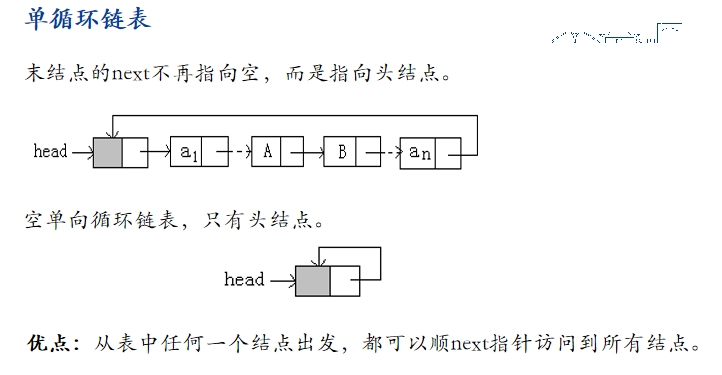 单循环链表
末结点的next不再指向空，而是指向头结点。
head a1 A B an
空单向循环链表，只有头结点。
head
优点：从表中任何一个结点出发，都可以顺next指针访问到所有结点。